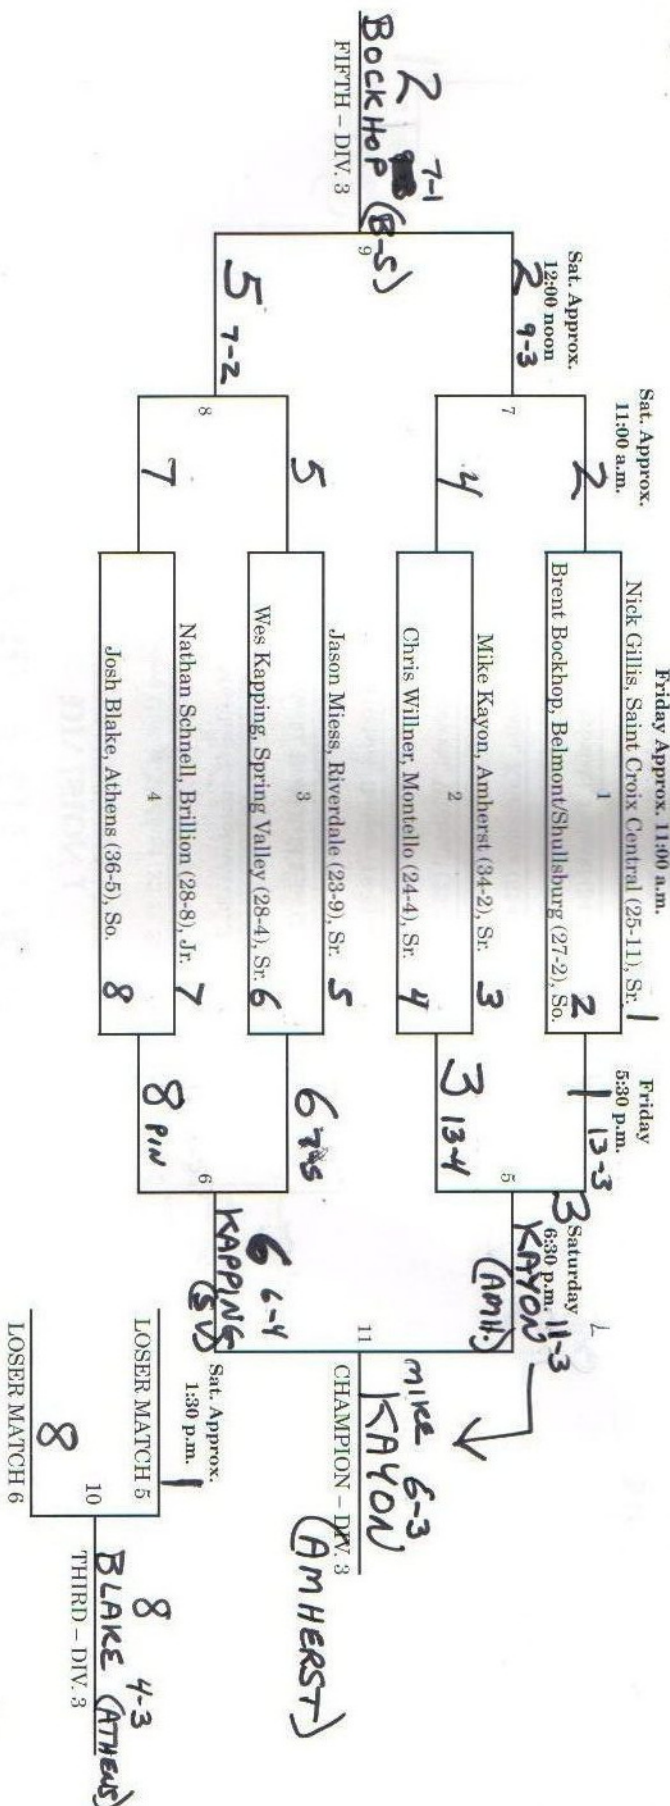 BOCKHOP (B-S)
2 7-1
FIFTH – DIV. 3
9
Sat. Approx.
12:00 noon
2 9-3
5 7-2
Sat. Approx.
11:00 a.m.
7
2
4
8
5
7
Friday Approx. 11:00 a.m.
Nick Gillis, Saint Croix Central (25-11), Sr. 1
1
Brent Bockhop, Belmont/Shullsburg (27-2), So. 2
Mike Kayon, Amherst (34-2), Sr. 3
2
Chris Willner, Montello (24-4), Sr. 4
Jason Miess, Riverdale (23-9), Sr. 5
3
Wes Kapping, Spring Valley (28-4), Sr. 6
Nathan Schnell, Brillion (28-8), Jr. 7
4
Josh Blake, Athens (36-5), So. 8
Friday
5:30 p.m.
1 13-3
3 13-4
6
8 PIN
5
6
Saturday
6:30 p.m.
3 KAYON 11-3
(AMH.)
6 6-4
KAPPING
(SV)
11
MIKE 6-3
KAYON
CHAMPION – DIV. 3
(AMHERST)
Sat. Approx.
1:30 p.m.
1
LOSER MATCH 5
8
LOSER MATCH 6
10
8 4-3
BLAKE (ATHENS)
THIRD – DIV. 3